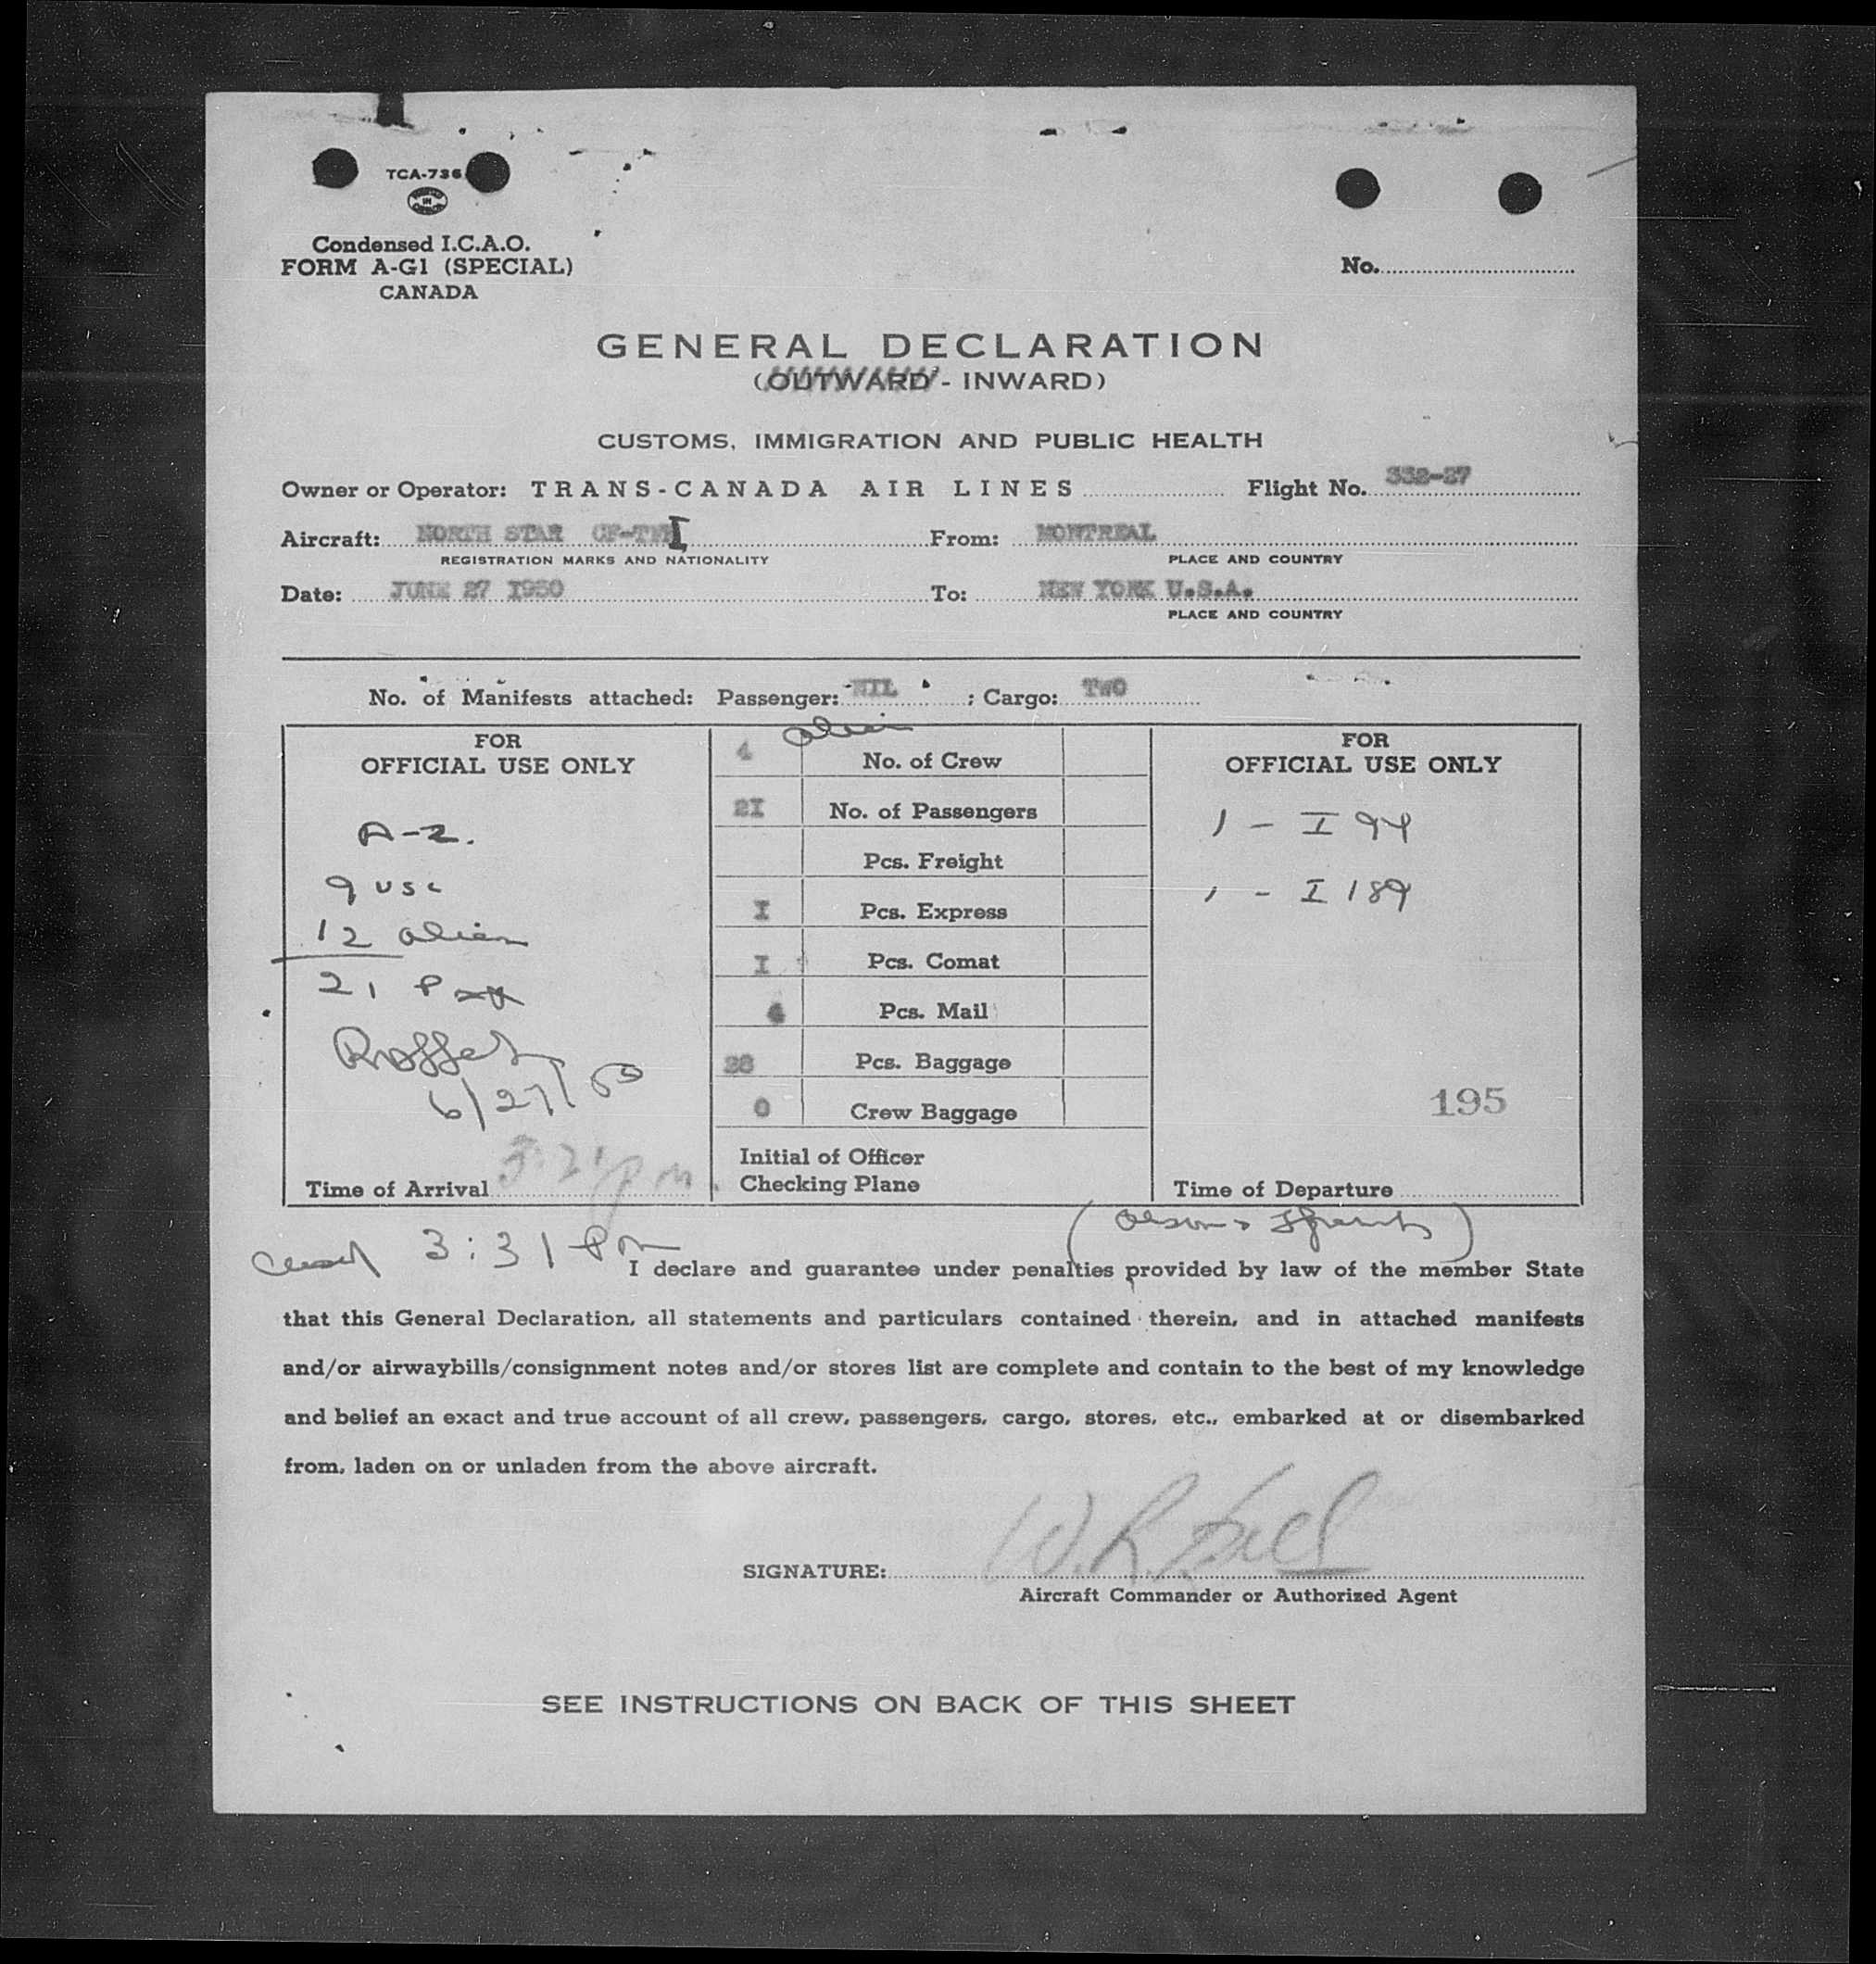 TCA-736
Condensed I.C.A.O.
FORM A-G1 (SPECIAL)
CANADA
No.
GENERAL DECLARATION
(OUTWARD - INWARD)
CUSTOMS, IMMIGRATION AND PUBLIC HEALTH
Owner or Operator: TRANS-CANADA AIR LINES Flight No. 332-27
Aircraft: NORTH STAR From: MONTREAL
REGISTRATION MARKS AND NATIONALITY PLACE AND COUNTRY
Date: JUNE 27 I950 To: NEW YORK U.S.A.
PLACE AND COUNTRY
No. of Manifests attached: Passenger: NIL ; Cargo: TWO
FOR
OFFICIAL USE ONLY
A-2.
9 usc
12 alien
21 Pax
6/27/50
Time of Arrival
alien
4 No. of Crew
2I No. of Passengers
Pcs. Freight
I Pcs. Express
I Pcs. Comat
Pcs. Mail
Pcs. Baggage
0 Crew Baggage
Initial of Officer
Checking Plane
FOR
OFFICIAL USE ONLY
1 - I 94
1 - I 189
195
Time of Departure
3:31 Pm
I declare and guarantee under penalties provided by law of the member State
that this General Declaration, all statements and particulars contained therein, and in attached manifests
and/or airwaybills/consignment notes and/or stores list are complete and contain to the best of my knowledge
and belief an exact and true account of all crew, passengers, cargo, stores, etc., embarked at or disembarked
from, laden on or unladen from the above aircraft.
SIGNATURE: W. R.
Aircraft Commander or Authorized Agent
SEE INSTRUCTIONS ON BACK OF THIS SHEET